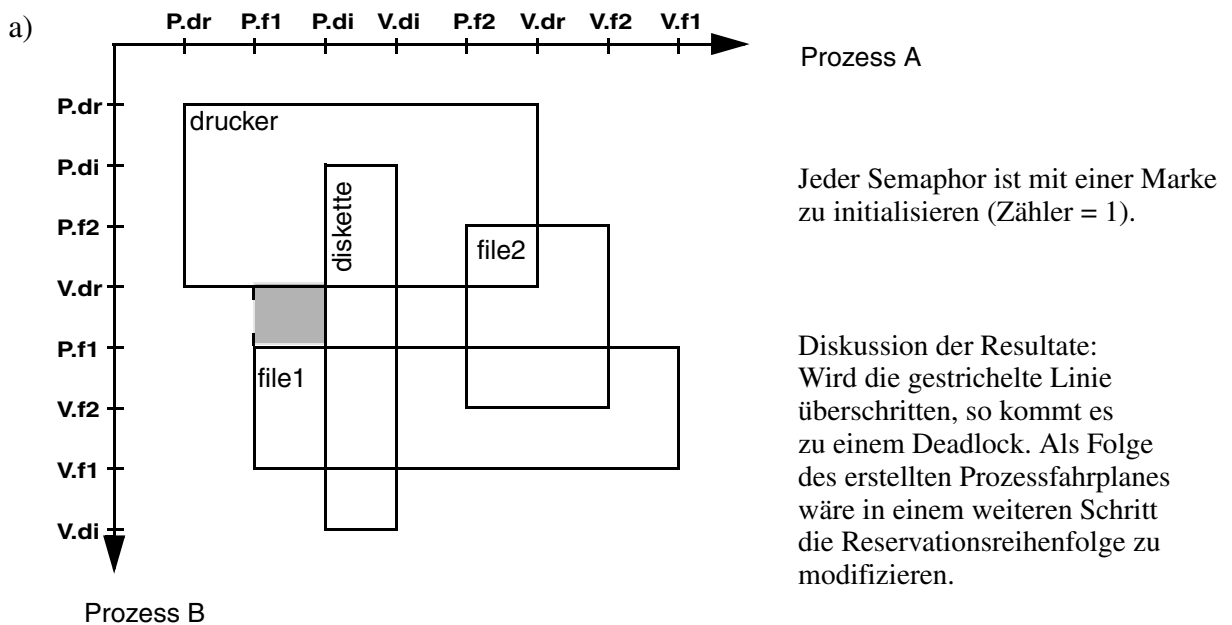 a)
P.dr P.f1 P.di V.di P.f2 V.dr V.f2 V.f1
Prozess A
P.dr
P.di
P.f2
V.dr
P.f1
V.f2
V.f1
V.di
Prozess B
drucker
diskette
file2
file1
Jeder Semaphor ist mit einer Marke
zu initialisieren (Zähler = 1).
Diskussion der Resultate:
Wird die gestrichelte Linie
überschritten, so kommt es
zu einem Deadlock. Als Folge
des erstellten Prozessfahrplanes
wäre in einem weiteren Schritt
die Reservationsreihenfolge zu
modifizieren.